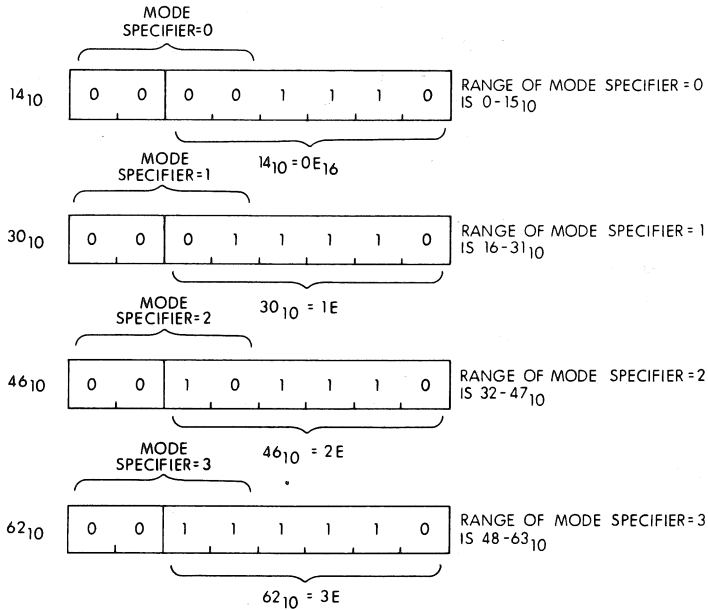 MODE
SPECIFIER=0
14₁₀ 0 0 0 0 1 1 1 0 RANGE OF MODE SPECIFIER = 0
IS 0-15₁₀
14₁₀ = 0E₁₆
MODE
SPECIFIER=1
30₁₀ 0 0 0 1 1 1 1 0 RANGE OF MODE SPECIFIER = 1
IS 16-31₁₀
30₁₀ = 1E
MODE
SPECIFIER=2
46₁₀ 0 0 1 0 1 1 1 0 RANGE OF MODE SPECIFIER =2
IS 32-47₁₀
46₁₀ = 2E
MODE
SPECIFIER=3
62₁₀ 0 0 1 1 1 1 1 0 RANGE OF MODE SPECIFIER =3
IS 48-63₁₀
62₁₀ = 3E